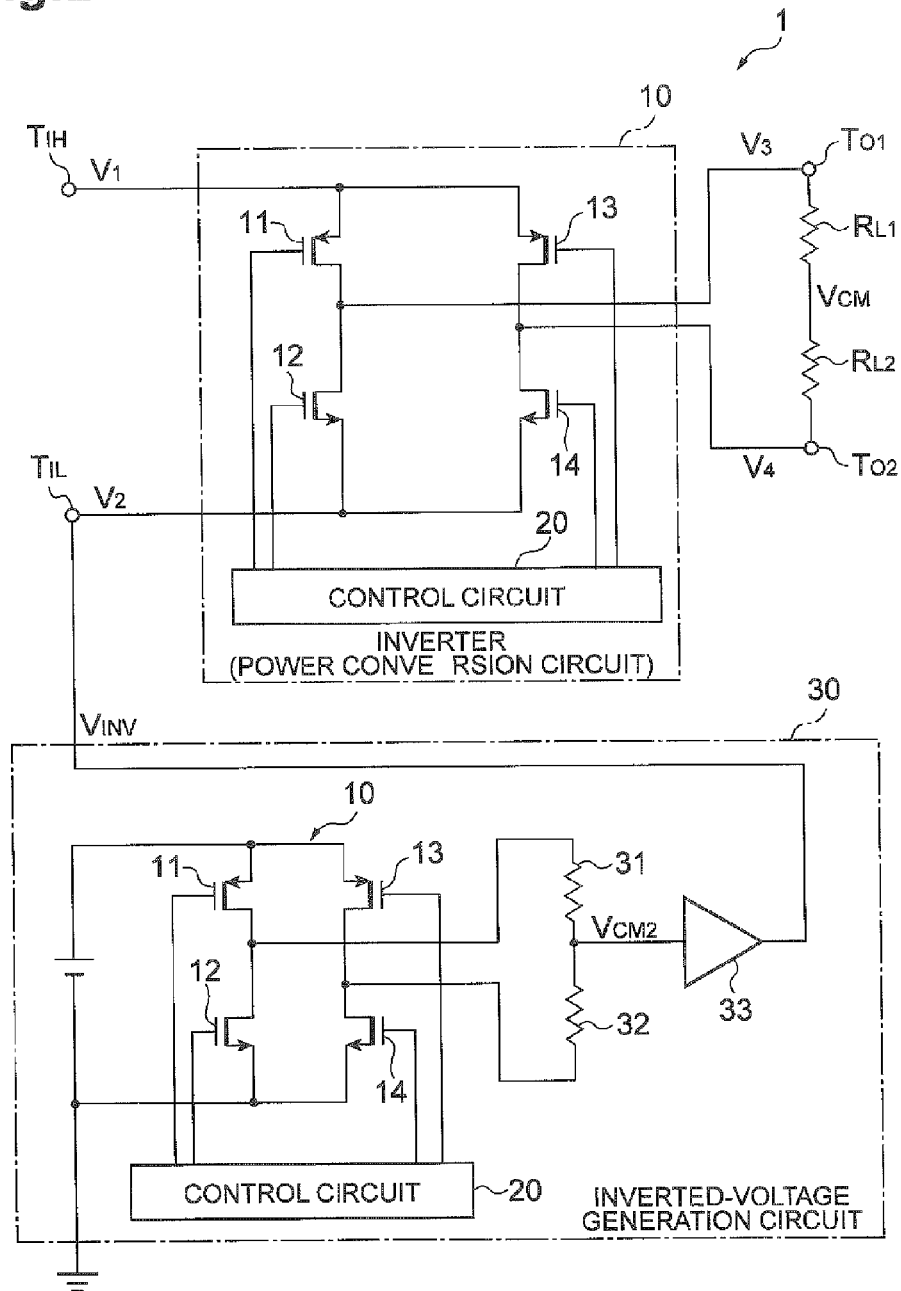 1
10
TIH
V1
V3
TO1
11
13
RL1
VCM
12
RL2
14
TIL
V2
V4
TO2
20
CONTROL CIRCUIT
INVERTER
(POWER CONVE RSION CIRCUIT)
VINV
30
10
11
13
31
VCM2
12
33
32
14
CONTROL CIRCUIT
20
INVERTED-VOLTAGE
GENERATION CIRCUIT